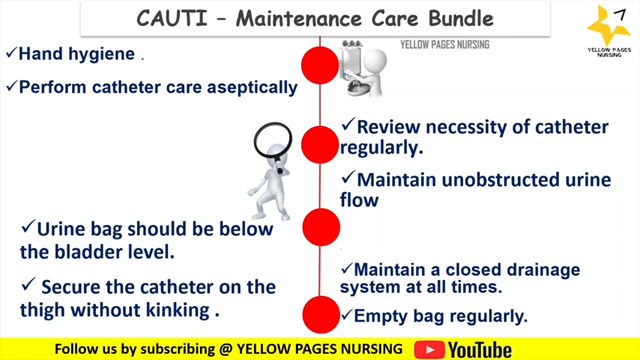 CAUTI – Maintenance Care Bundle
7
YELLOW PAGES
NURSING
YELLOW PAGES NURSING
✓Hand hygiene .
✓Perform catheter care aseptically
✓Review necessity of catheter
regularly.
✓Maintain unobstructed urine
flow
✓Urine bag should be below
the bladder level.
✓ Secure the catheter on the
thigh without kinking .
✓Maintain a closed drainage
system at all times.
✓Empty bag regularly.
Follow us by subscribing @ YELLOW PAGES NURSING YouTube